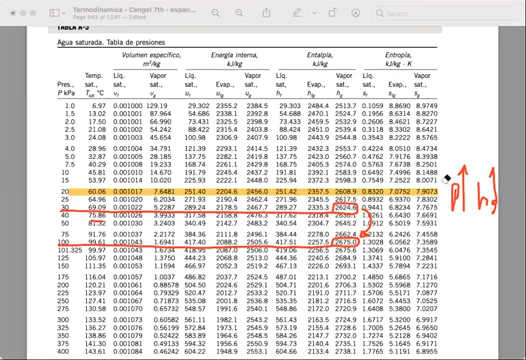 Termodinamica - Cengel 7th - espan...
Page 943 of 1,041 — Edited
TABLA A-5
Agua saturada. Tabla de presiones
Volumen específico, Energía interna, Entalpía, Entropía,
m³/kg kJ/kg kJ/kg kJ/kg · K
Temp. Líq. Vapor Líq. Vapor Líq. Vapor Líq. Vapor
Pres., sat., sat., sat., sat., Evap., sat., sat., Evap., sat., sat., Evap., sat.,
P kPa Tsat °C vf vg uf ufg ug hf hfg hg sf sfg sg
1.0 6.97 0.001000 129.19 29.302 2355.2 2384.5 29.303 2484.4 2513.7 0.1059 8.8690 8.9749
1.5 13.02 0.001001 87.964 54.686 2338.1 2392.8 54.688 2470.1 2524.7 0.1956 8.6314 8.8270
2.0 17.50 0.001001 66.990 73.431 2325.5 2398.9 73.433 2459.5 2532.9 0.2606 8.4621 8.7227
2.5 21.08 0.001002 54.242 88.422 2315.4 2403.8 88.424 2451.0 2539.4 0.3118 8.3302 8.6421
3.0 24.08 0.001003 45.654 100.98 2306.9 2407.9 100.98 2443.9 2544.8 0.3543 8.2222 8.5765
4.0 28.96 0.001004 34.791 121.39 2293.1 2414.5 121.39 2432.3 2553.7 0.4224 8.0510 8.4734
5.0 32.87 0.001005 28.185 137.75 2282.1 2419.8 137.75 2423.0 2560.7 0.4762 7.9176 8.3938
7.5 40.29 0.001008 19.233 168.74 2261.1 2429.8 168.75 2405.3 2574.0 0.5763 7.6738 8.2501
10 45.81 0.001010 14.670 191.79 2245.4 2437.2 191.81 2392.1 2583.9 0.6492 7.4996 8.1488
15 53.97 0.001014 10.020 225.93 2222.1 2448.0 225.94 2372.3 2598.3 0.7549 7.2522 8.0071
20 60.06 0.001017 7.6481 251.40 2204.6 2456.0 251.42 2357.5 2608.9 0.8320 7.0752 7.9073
25 64.96 0.001020 6.2034 271.93 2190.4 2462.4 271.96 2345.5 2617.5 0.8932 6.9370 7.8302
30 69.09 0.001022 5.2287 289.24 2178.5 2467.7 289.27 2335.3 2624.6 0.9441 6.8234 7.7675
40 75.86 0.001026 3.9933 317.58 2158.8 2476.3 317.62 2318.4 2636.1 1.0261 6.6430 7.6691
50 81.32 0.001030 3.2403 340.49 2142.7 2483.2 340.54 2304.7 2645.2 1.0912 6.5019 7.5931
75 91.76 0.001037 2.2172 384.36 2111.8 2496.1 384.44 2278.0 2662.4 1.2132 6.2426 7.4558
100 99.61 0.001043 1.6941 417.40 2088.2 2505.6 417.51 2257.5 2675.0 1.3028 6.0562 7.3589
101.325 99.97 0.001043 1.6734 418.95 2087.0 2506.0 419.06 2256.5 2675.6 1.3069 6.0476 7.3545
125 105.97 0.001048 1.3750 444.23 2068.8 2513.0 444.36 2240.6 2684.9 1.3741 5.9100 7.2841
150 111.35 0.001053 1.1594 466.97 2052.3 2519.2 467.13 2226.0 2693.1 1.4337 5.7894 7.2231
175 116.04 0.001057 1.0037 486.82 2037.7 2524.5 487.01 2213.1 2700.2 1.4850 5.6865 7.1716
200 120.21 0.001061 0.88578 504.50 2024.6 2529.1 504.71 2201.6 2706.3 1.5302 5.5968 7.1270
225 123.97 0.001064 0.79329 520.47 2012.7 2533.2 520.71 2191.0 2711.7 1.5706 5.5171 7.0877
250 127.41 0.001067 0.71873 535.08 2001.8 2536.8 535.35 2181.2 2716.5 1.6072 5.4453 7.0525
275 130.58 0.001070 0.65732 548.57 1991.6 2540.1 548.86 2172.0 2720.9 1.6408 5.3800 7.0207
300 133.52 0.001073 0.60582 561.11 1982.1 2543.2 561.43 2163.5 2724.9 1.6717 5.3200 6.9917
325 136.27 0.001076 0.56199 572.84 1973.1 2545.9 573.19 2155.4 2728.6 1.7005 5.2645 6.9650
350 138.86 0.001079 0.52422 583.89 1964.6 2548.5 584.26 2147.7 2732.0 1.7274 5.2128 6.9402
375 141.30 0.001081 0.49133 594.32 1956.6 2550.9 594.73 2140.4 2735.1 1.7526 5.1645 6.9171
400 143.61 0.001084 0.46242 604.22 1948.9 2553.1 604.66 2133.4 2738.1 1.7765 5.1191 6.8955
P↑ hg↑